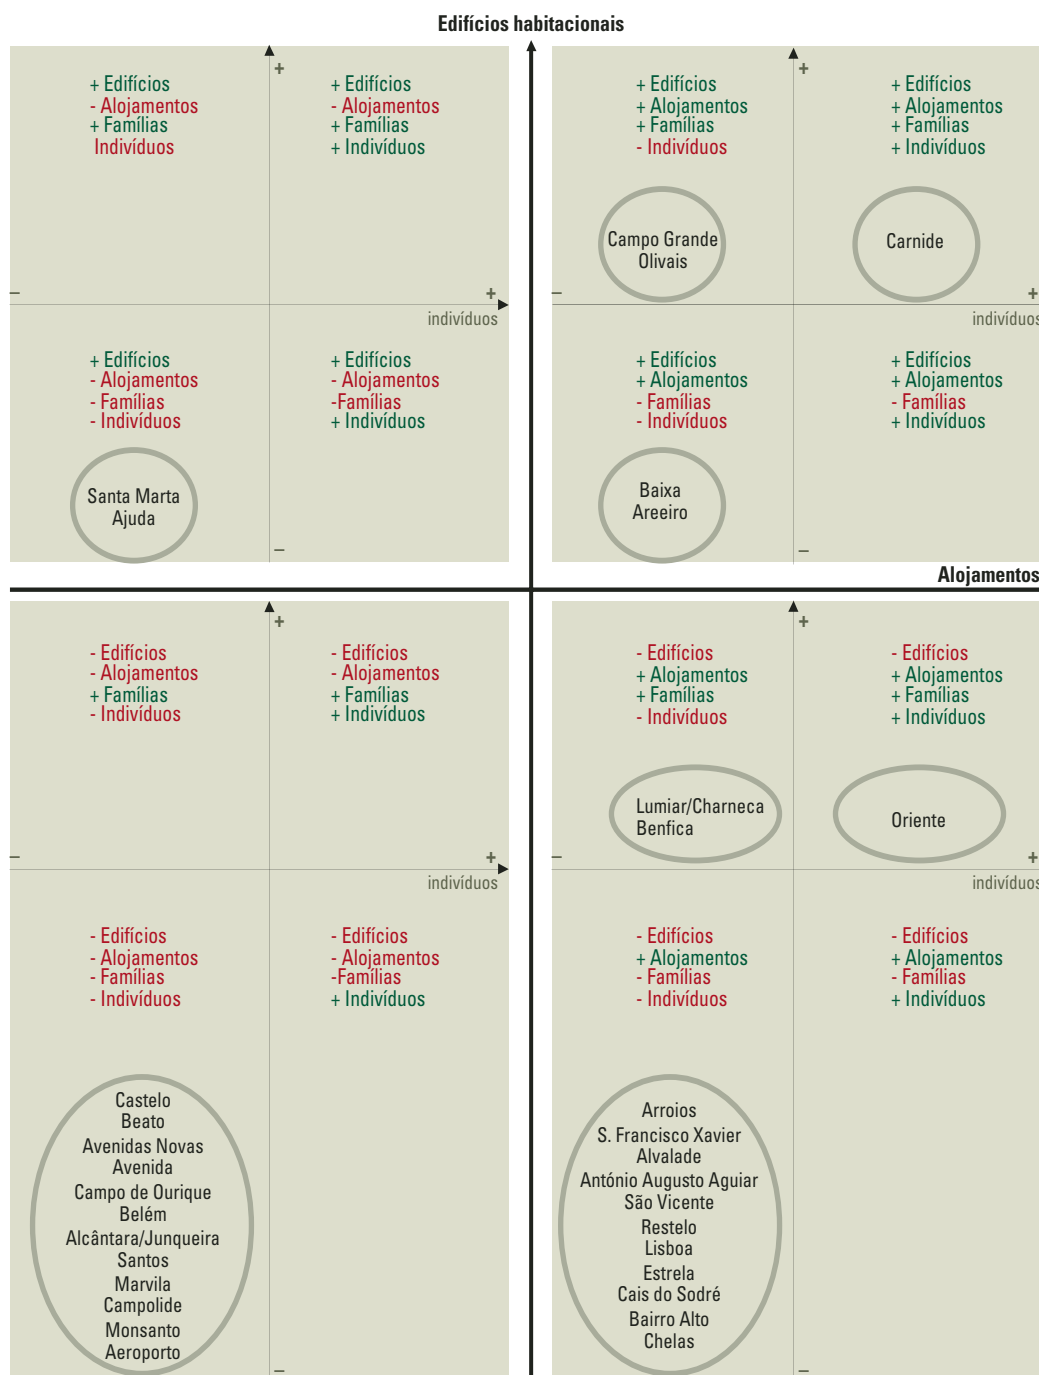 Edifícios habitacionais
+
+ Edifícios
- Alojamentos
+ Famílias
Indivíduos
+ Edifícios
- Alojamentos
+ Famílias
+ Indivíduos
–
+
indivíduos
+ Edifícios
- Alojamentos
- Famílias
- Indivíduos
+ Edifícios
- Alojamentos
-Famílias
+ Indivíduos
Santa Marta
Ajuda
–
+
+ Edifícios
+ Alojamentos
+ Famílias
- Indivíduos
+ Edifícios
+ Alojamentos
+ Famílias
+ Indivíduos
Campo Grande
Olivais
Carnide
–
+
indivíduos
+ Edifícios
+ Alojamentos
- Famílias
- Indivíduos
+ Edifícios
+ Alojamentos
- Famílias
+ Indivíduos
Baixa
Areeiro
–
Alojamentos
+
- Edifícios
- Alojamentos
+ Famílias
- Indivíduos
- Edifícios
- Alojamentos
+ Famílias
+ Indivíduos
–
+
indivíduos
- Edifícios
- Alojamentos
- Famílias
- Indivíduos
- Edifícios
- Alojamentos
-Famílias
+ Indivíduos
Castelo
Beato
Avenidas Novas
Avenida
Campo de Ourique
Belém
Alcântara/Junqueira
Santos
Marvila
Campolide
Monsanto
Aeroporto
–
+
- Edifícios
+ Alojamentos
+ Famílias
- Indivíduos
- Edifícios
+ Alojamentos
+ Famílias
+ Indivíduos
Lumiar/Charneca
Benfica
Oriente
–
+
indivíduos
- Edifícios
+ Alojamentos
- Famílias
- Indivíduos
- Edifícios
+ Alojamentos
- Famílias
+ Indivíduos
Arroios
S. Francisco Xavier
Alvalade
António Augusto Aguiar
São Vicente
Restelo
Lisboa
Estrela
Cais do Sodré
Bairro Alto
Chelas
–